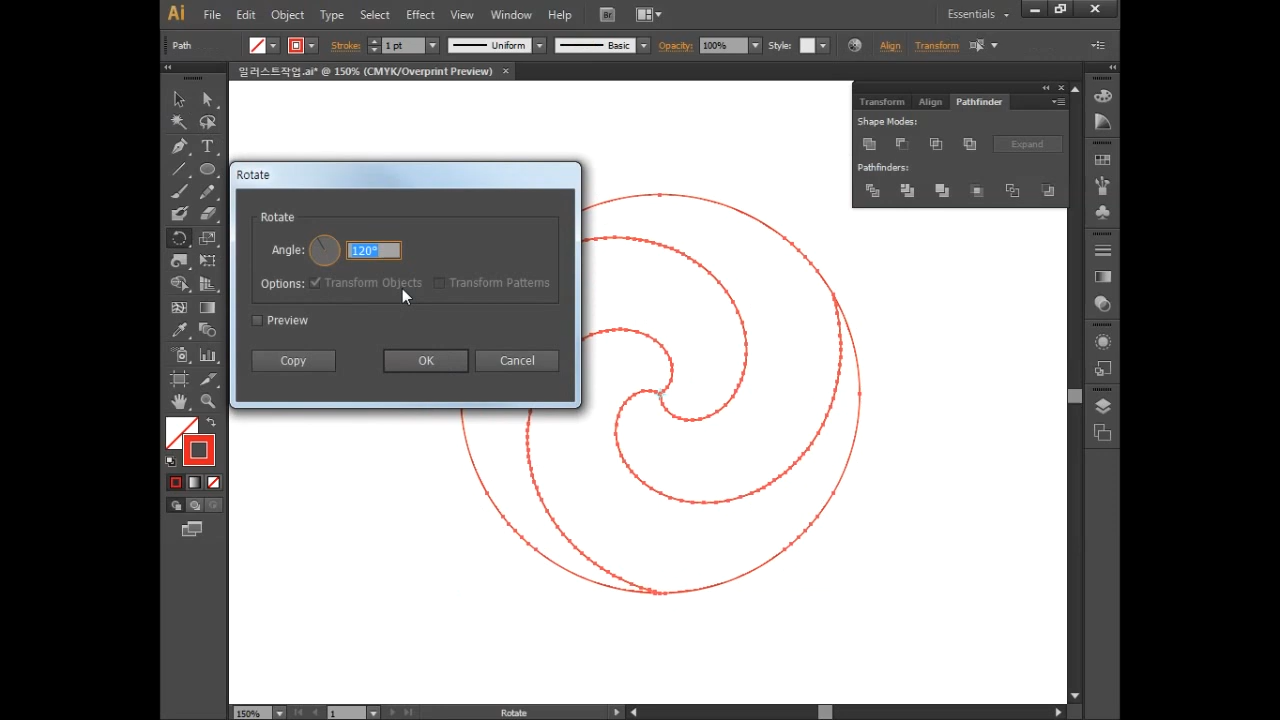 Ai File Edit Object Type Select Effect View Window Help Br Essentials
Path Stroke: 1 pt Uniform Basic Opacity: 100% Style: Align Transform
일러스트작업.ai* @ 150% (CMYK/Overprint Preview) ×
Transform Align Pathfinder
Shape Modes:
Expand
Pathfinders:
Rotate
Rotate
Angle: 120°
Options: Transform Objects Transform Patterns
Preview
Copy OK Cancel
T
150% 1 Rotate